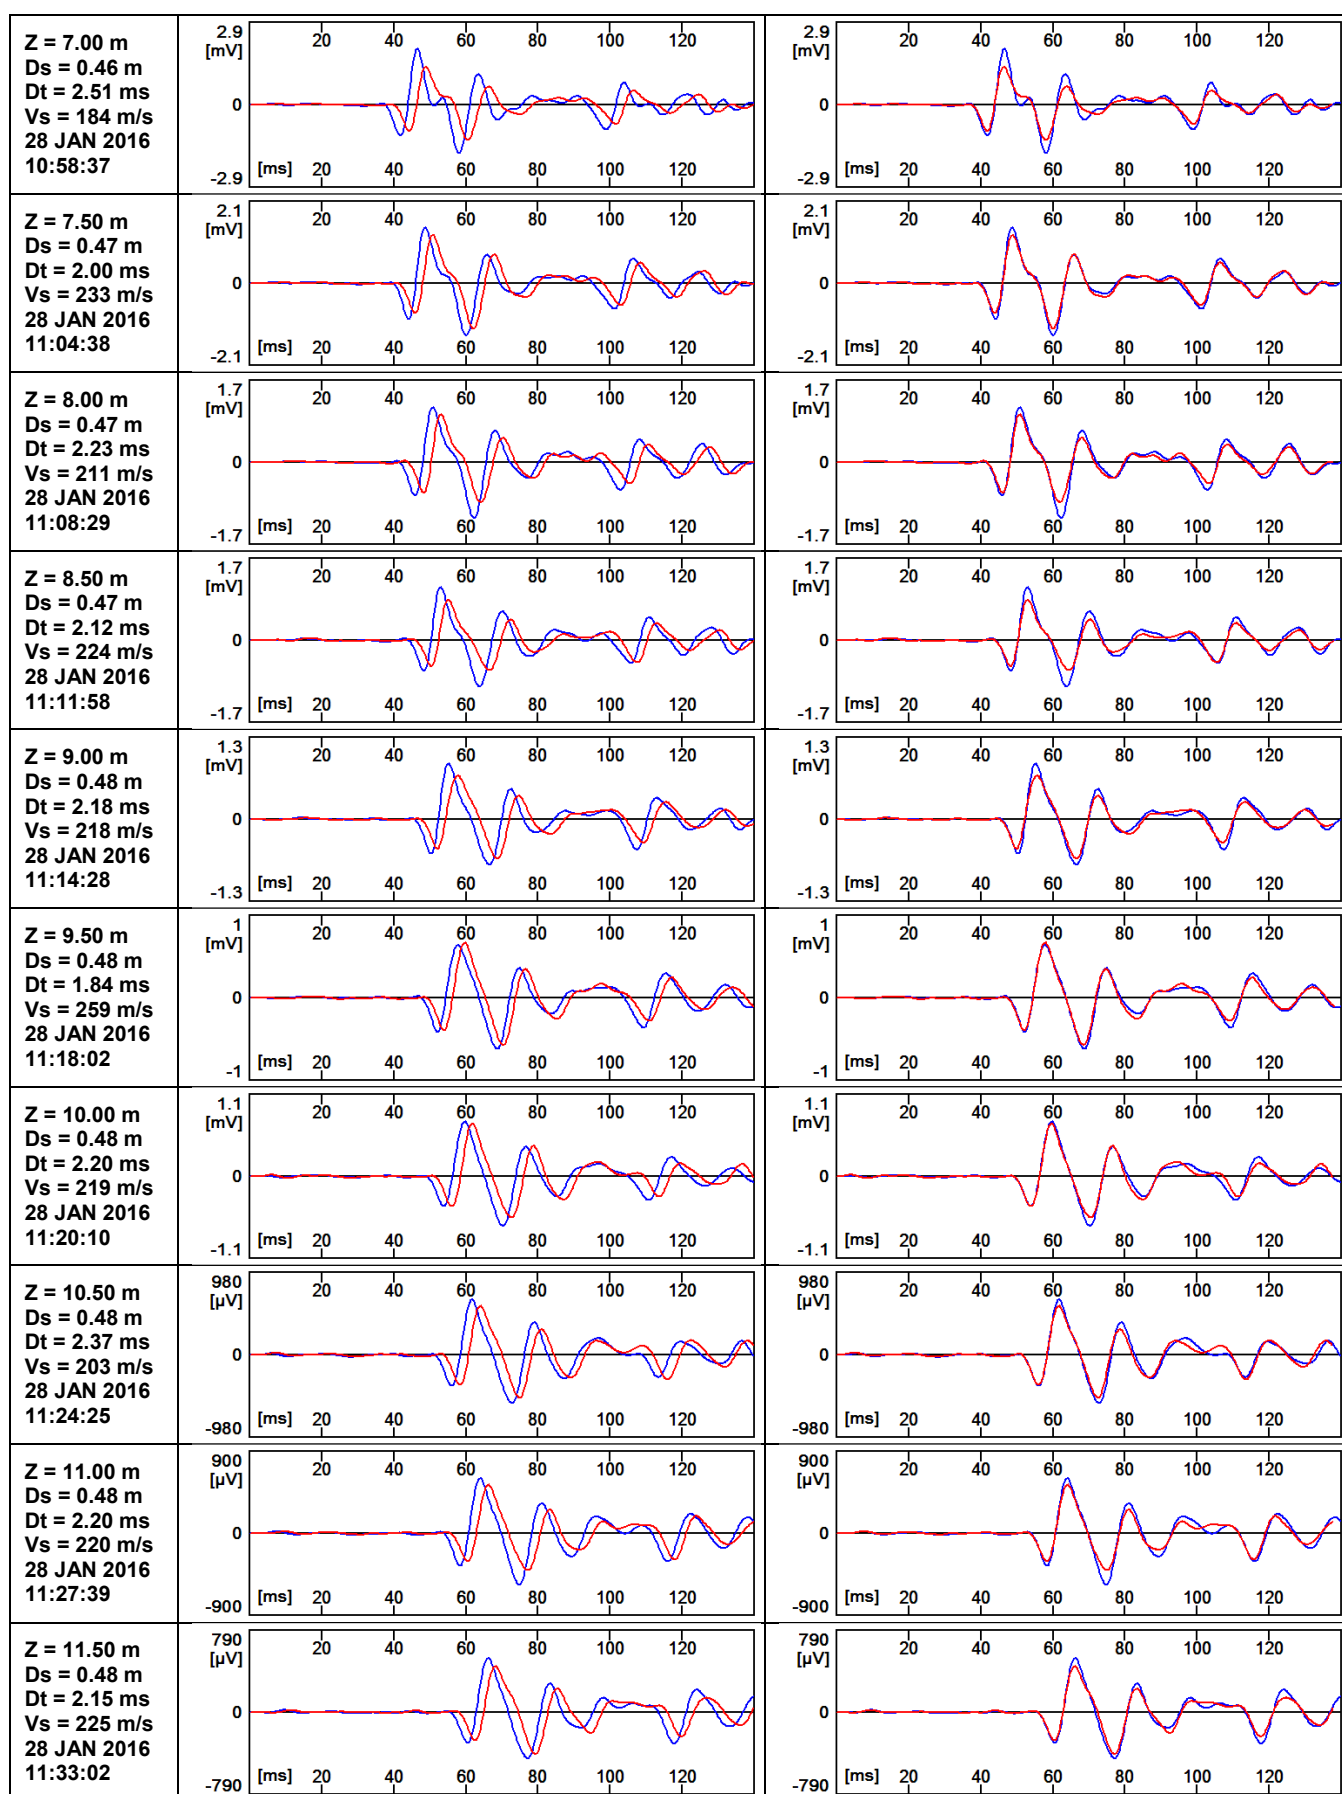 Z = 7.00 m
Ds = 0.46 m
Dt = 2.51 ms
Vs = 184 m/s
28 JAN 2016
10:58:37
2.9 20 40 60 80 100 120
[mV]
0
-2.9 [ms] 20 40 60 80 100 120
2.9 20 40 60 80 100 120
[mV]
0
-2.9 [ms] 20 40 60 80 100 120
Z = 7.50 m
Ds = 0.47 m
Dt = 2.00 ms
Vs = 233 m/s
28 JAN 2016
11:04:38
2.1 20 40 60 80 100 120
[mV]
0
-2.1 [ms] 20 40 60 80 100 120
2.1 20 40 60 80 100 120
[mV]
0
-2.1 [ms] 20 40 60 80 100 120
Z = 8.00 m
Ds = 0.47 m
Dt = 2.23 ms
Vs = 211 m/s
28 JAN 2016
11:08:29
1.7 20 40 60 80 100 120
[mV]
0
-1.7 [ms] 20 40 60 80 100 120
1.7 20 40 60 80 100 120
[mV]
0
-1.7 [ms] 20 40 60 80 100 120
Z = 8.50 m
Ds = 0.47 m
Dt = 2.12 ms
Vs = 224 m/s
28 JAN 2016
11:11:58
1.7 20 40 60 80 100 120
[mV]
0
-1.7 [ms] 20 40 60 80 100 120
1.7 20 40 60 80 100 120
[mV]
0
-1.7 [ms] 20 40 60 80 100 120
Z = 9.00 m
Ds = 0.48 m
Dt = 2.18 ms
Vs = 218 m/s
28 JAN 2016
11:14:28
1.3 20 40 60 80 100 120
[mV]
0
-1.3 [ms] 20 40 60 80 100 120
1.3 20 40 60 80 100 120
[mV]
0
-1.3 [ms] 20 40 60 80 100 120
Z = 9.50 m
Ds = 0.48 m
Dt = 1.84 ms
Vs = 259 m/s
28 JAN 2016
11:18:02
1 20 40 60 80 100 120
[mV]
0
-1 [ms] 20 40 60 80 100 120
1 20 40 60 80 100 120
[mV]
0
-1 [ms] 20 40 60 80 100 120
Z = 10.00 m
Ds = 0.48 m
Dt = 2.20 ms
Vs = 219 m/s
28 JAN 2016
11:20:10
1.1 20 40 60 80 100 120
[mV]
0
-1.1 [ms] 20 40 60 80 100 120
1.1 20 40 60 80 100 120
[mV]
0
-1.1 [ms] 20 40 60 80 100 120
Z = 10.50 m
Ds = 0.48 m
Dt = 2.37 ms
Vs = 203 m/s
28 JAN 2016
11:24:25
980 20 40 60 80 100 120
[µV]
0
-980 [ms] 20 40 60 80 100 120
980 20 40 60 80 100 120
[µV]
0
-980 [ms] 20 40 60 80 100 120
Z = 11.00 m
Ds = 0.48 m
Dt = 2.20 ms
Vs = 220 m/s
28 JAN 2016
11:27:39
900 20 40 60 80 100 120
[µV]
0
-900 [ms] 20 40 60 80 100 120
900 20 40 60 80 100 120
[µV]
0
-900 [ms] 20 40 60 80 100 120
Z = 11.50 m
Ds = 0.48 m
Dt = 2.15 ms
Vs = 225 m/s
28 JAN 2016
11:33:02
790 20 40 60 80 100 120
[µV]
0
-790 [ms] 20 40 60 80 100 120
790 20 40 60 80 100 120
[µV]
0
-790 [ms] 20 40 60 80 100 120